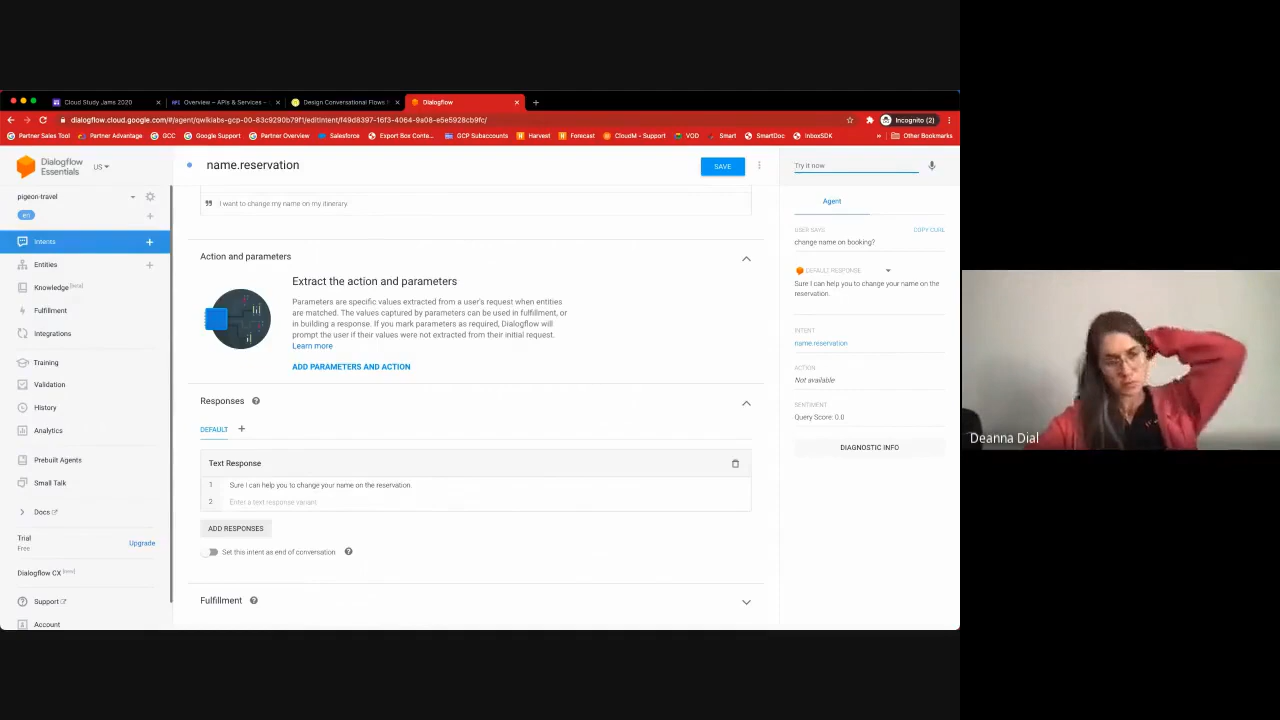 Cloud Study Jams 2020
Overview – APIs & Services -
Design Conversational Flows
Dialogflow
dialogflow.cloud.google.com/#/agent/qwiklabs-gcp-00-83c9290b79f1/editIntent/f49d8397-16f3-4064-9a08-e5e5928cb9fc/
Incognito (2)
Partner Sales Tool
Partner Advantage
GCC
Google Support
Partner Overview
Salesforce
Export Box Conte...
GCP Subaccounts
Harvest
Forecast
CloudM - Support
VOD
Smart
SmartDoc
InboxSDK
»
Other Bookmarks
Dialogflow
Essentials
US
pigeon-travel
en
Intents
Entities
Knowledge [beta]
Fulfillment
Integrations
Training
Validation
History
Analytics
Prebuilt Agents
Small Talk
Docs
Trial
Free
Upgrade
Dialogflow CX [new]
Support
Account
name.reservation
SAVE
I want to change my name on my itinerary.
Action and parameters
Extract the action and parameters
Parameters are specific values extracted from a user's request when entities
are matched. The values captured by parameters can be used in fulfillment, or
in building a response. If you mark parameters as required, Dialogflow will
prompt the user if their values were not extracted from their initial request.
Learn more
ADD PARAMETERS AND ACTION
Responses
DEFAULT
Text Response
1 Sure I can help you to change your name on the reservation.
2 Enter a text response variant
ADD RESPONSES
Set this intent as end of conversation
Fulfillment
Try it now
Agent
USER SAYS
COPY CURL
change name on booking?
DEFAULT RESPONSE
Sure I can help you to change your name on the
reservation.
INTENT
name.reservation
ACTION
Not available
SENTIMENT
Query Score: 0.0
DIAGNOSTIC INFO
Deanna Dial